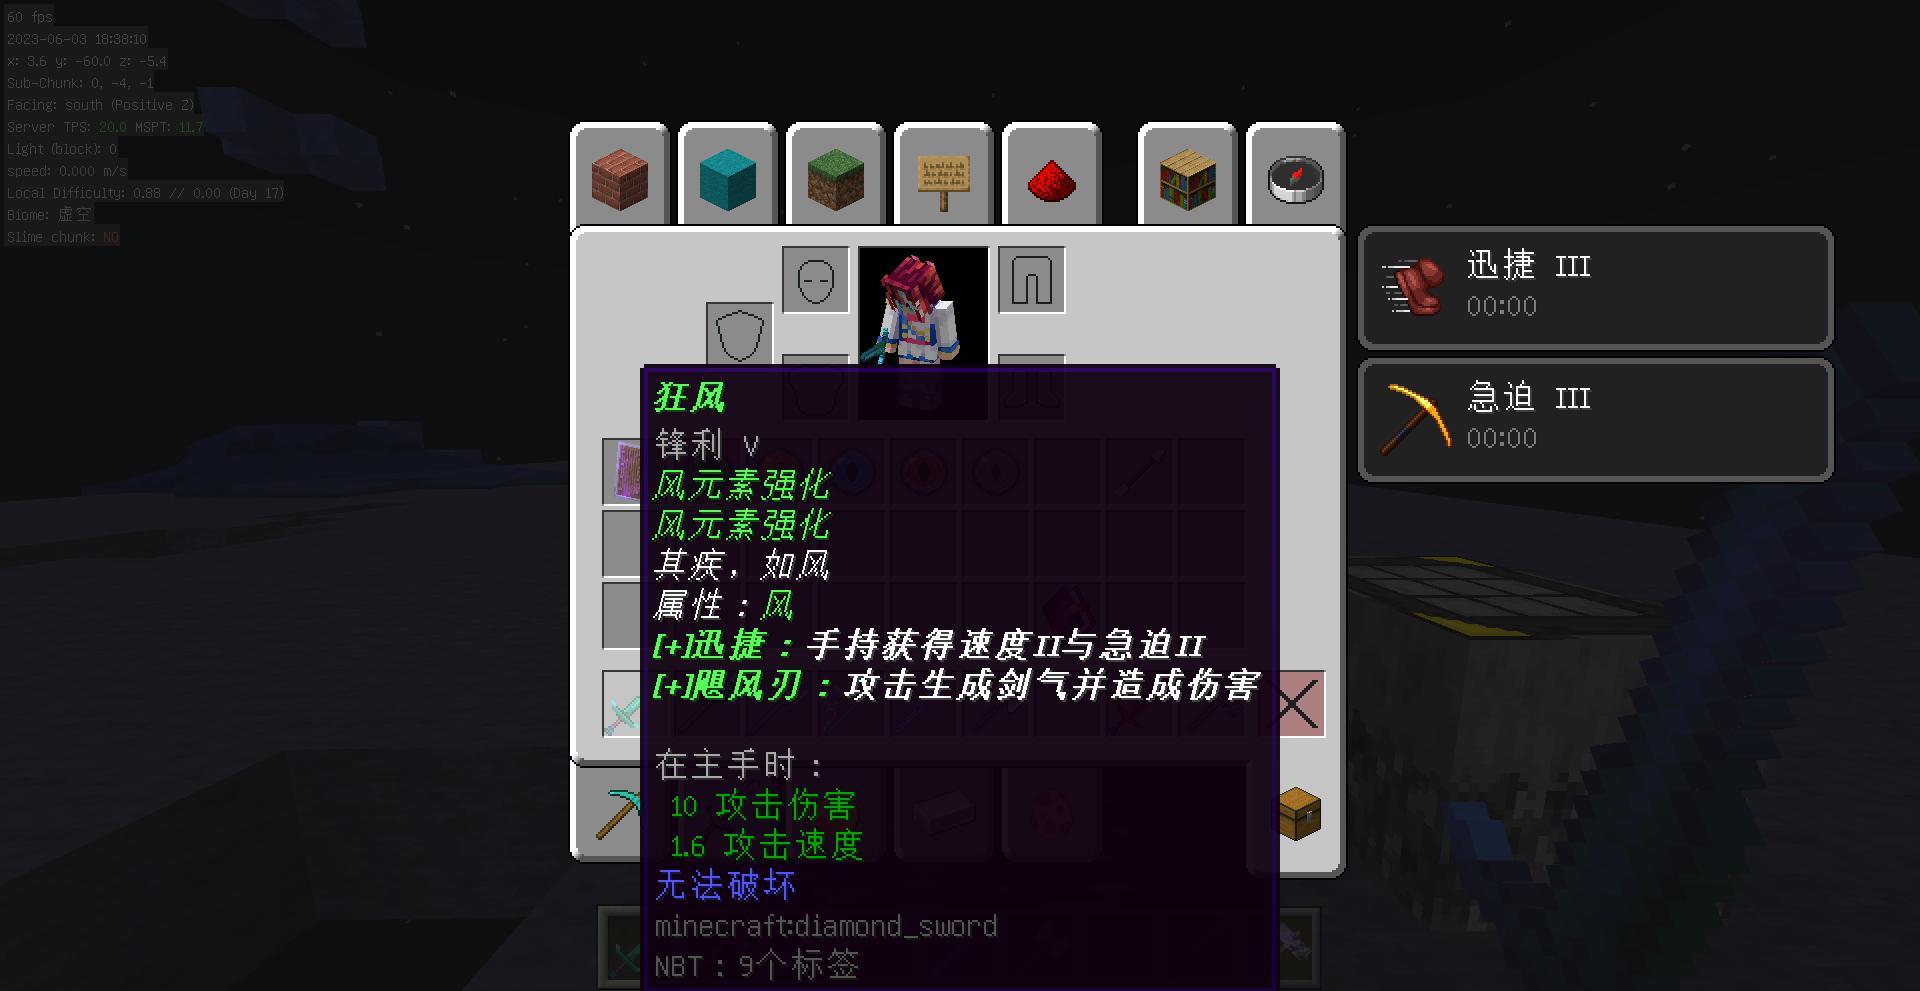 60 fps
2023-06-03 18:38:10
x: 3.6 y: -60.0 z: -5.4
Sub-Chunk: 0, -4, -1
Facing: south (Positive Z)
Server TPS: 20.0 MSPT: 11.7
Light (block): 0
speed: 0.000 m/s
Local Difficulty: 0.88 // 0.00 (Day 17)
Biome: 虚空
Slime chunk: NO
迅捷 III
00:00
急迫 III
00:00
狂风
锋利 V
风元素强化
风元素强化
其疾，如风
属性：风
[+]迅捷：手持获得速度II与急迫II
[+]飓风刃：攻击生成剑气并造成伤害
在主手时：
10 攻击伤害
1.6 攻击速度
无法破坏
minecraft:diamond_sword
NBT：9个标签